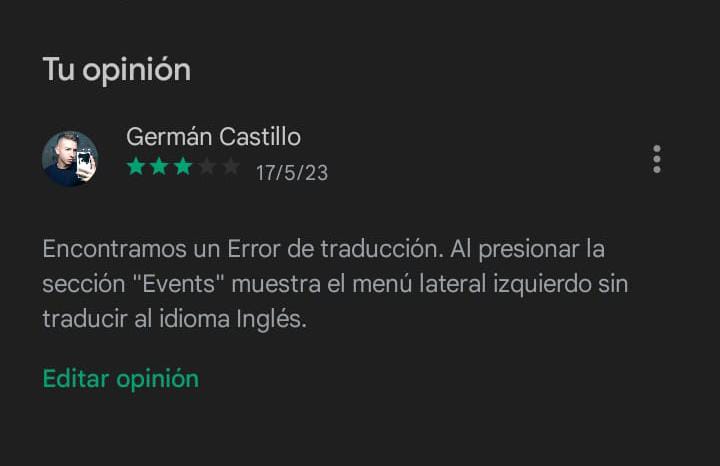 Tu opinión
Germán Castillo
17/5/23
Encontramos un Error de traducción. Al presionar la
sección "Events" muestra el menú lateral izquierdo sin
traducir al idioma Inglés.
Editar opinión